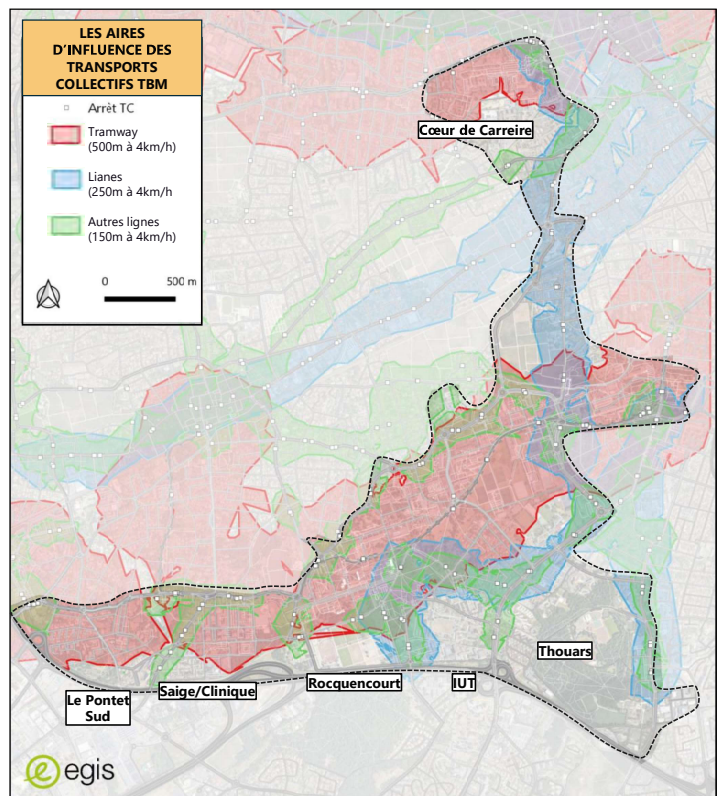 LES AIRES
D’INFLUENCE DES
TRANSPORTS
COLLECTIFS TBM
Arrêt TC
Tramway
(500m à 4km/h)
Lianes
(250m à 4km/h
Autres lignes
(150m à 4km/h)
0 500 m
Cœur de Carreire
Thouars
Le Pontet
Sud
Saige/Clinique
Rocquencourt
IUT
egis